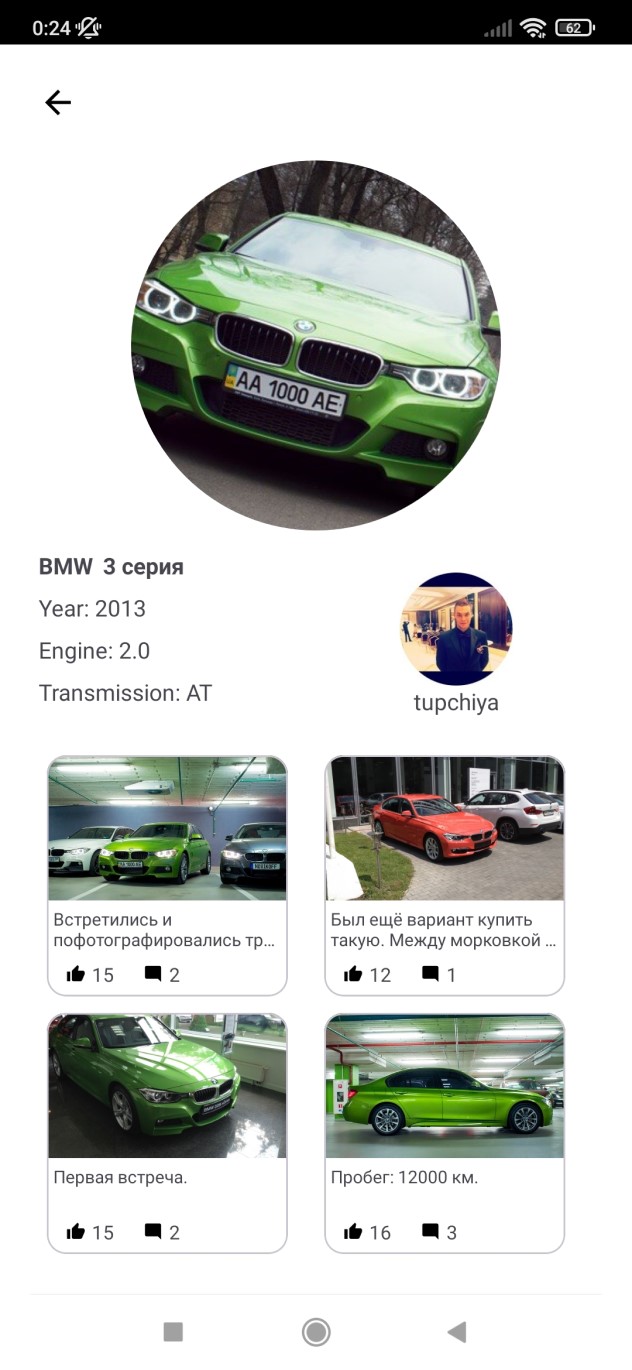 0:24
62
AA 1000 AE
BMW  3 серия
Year: 2013
Engine: 2.0
Transmission: AT
tupchiya
Встретились и
пофотографировались тр...
15
2
Был ещё вариант купить
такую. Между морковкой ...
12
1
Первая встреча.
15
2
Пробег: 12000 км.
16
3